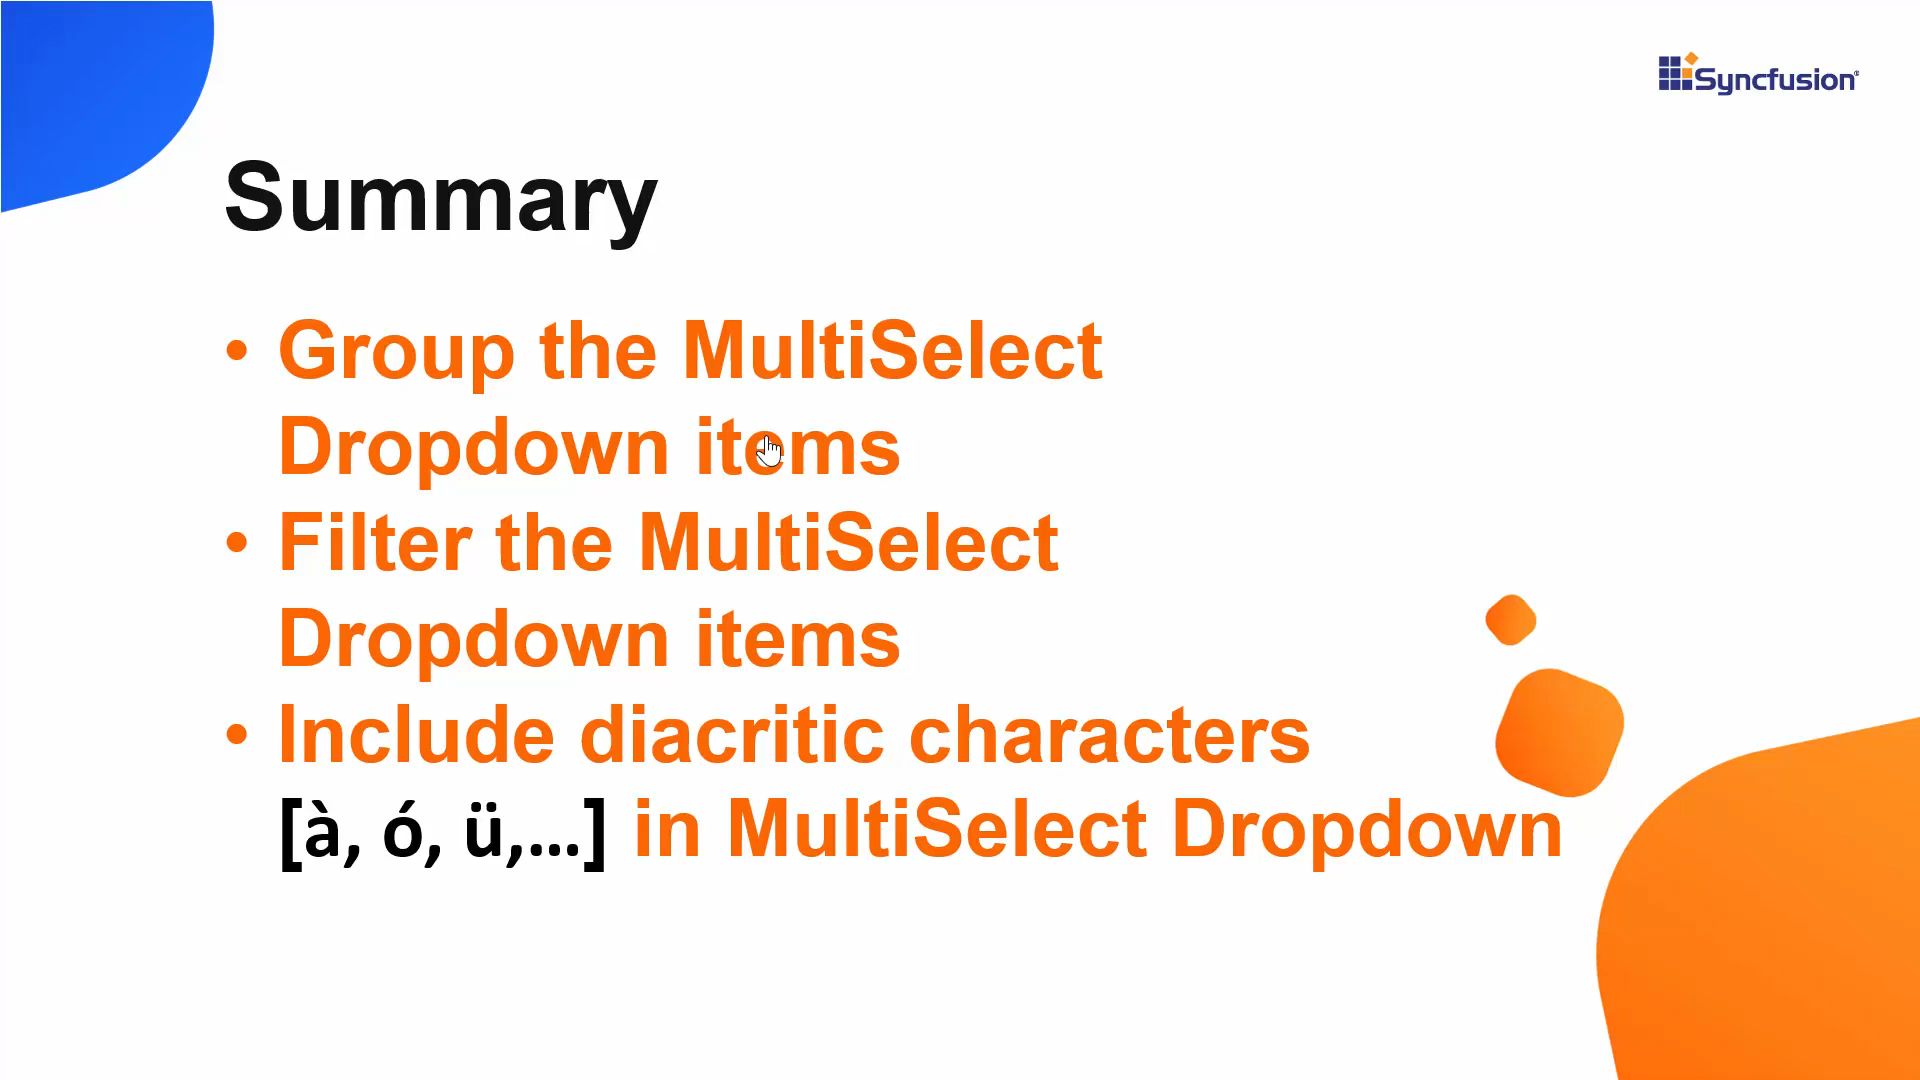 Syncfusion
Summary
• Group the MultiSelect
Dropdown items
• Filter the MultiSelect
Dropdown items
• Include diacritic characters
[à, ó, ü,...] in MultiSelect Dropdown